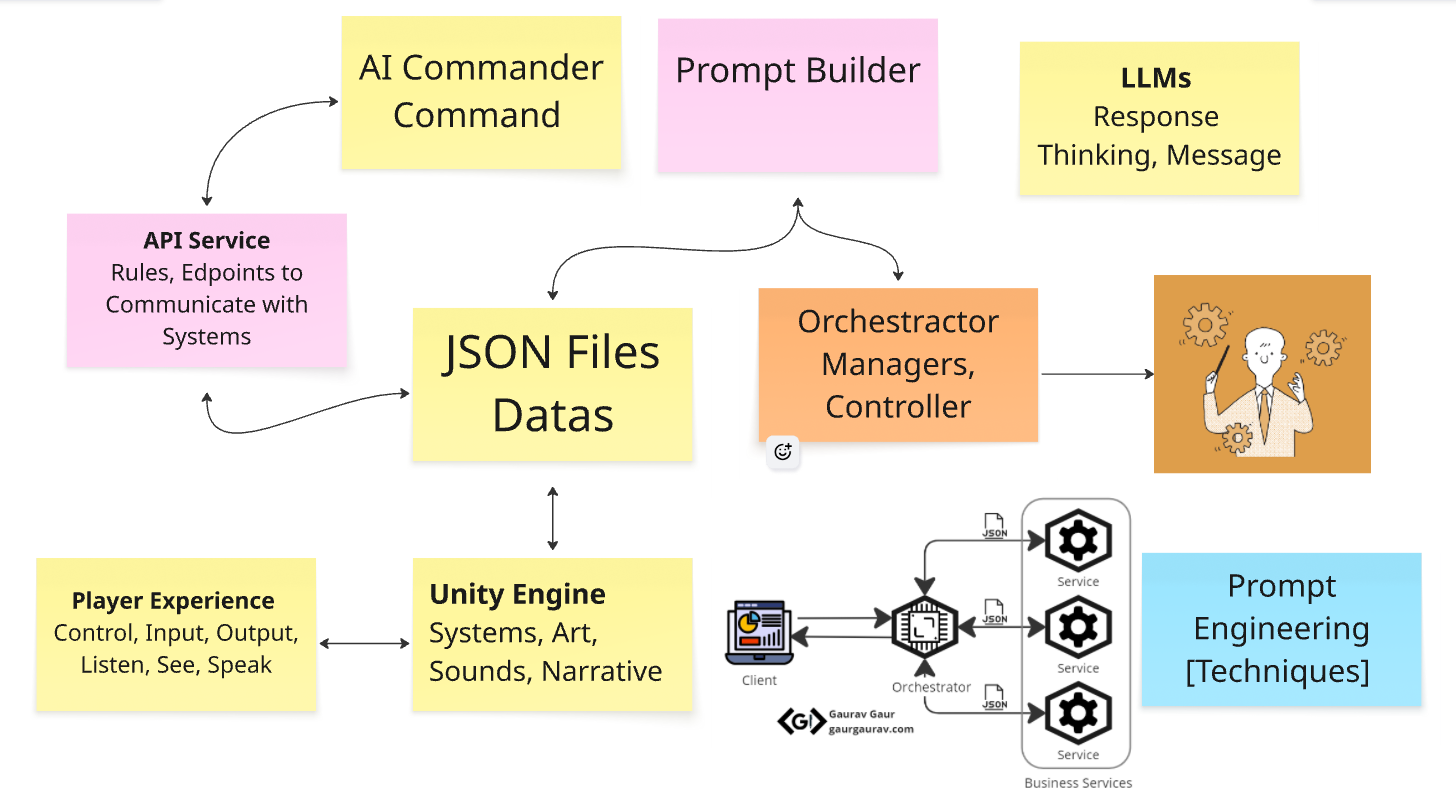 AI Commander
Command
Prompt Builder
LLMs
Response
Thinking, Message
API Service
Rules, Edpoints to
Communicate with
Systems
JSON Files
Datas
Orchestractor
Managers,
Controller
Player Experience
Control, Input, Output,
Listen, See, Speak
Unity Engine
Systems, Art,
Sounds, Narrative
JSON
Service
JSON
Service
Client
Orchestrator
JSON
Service
Business Services
G
Gaurav Gaur
gaurgaurav.com
Prompt
Engineering
[Techniques]